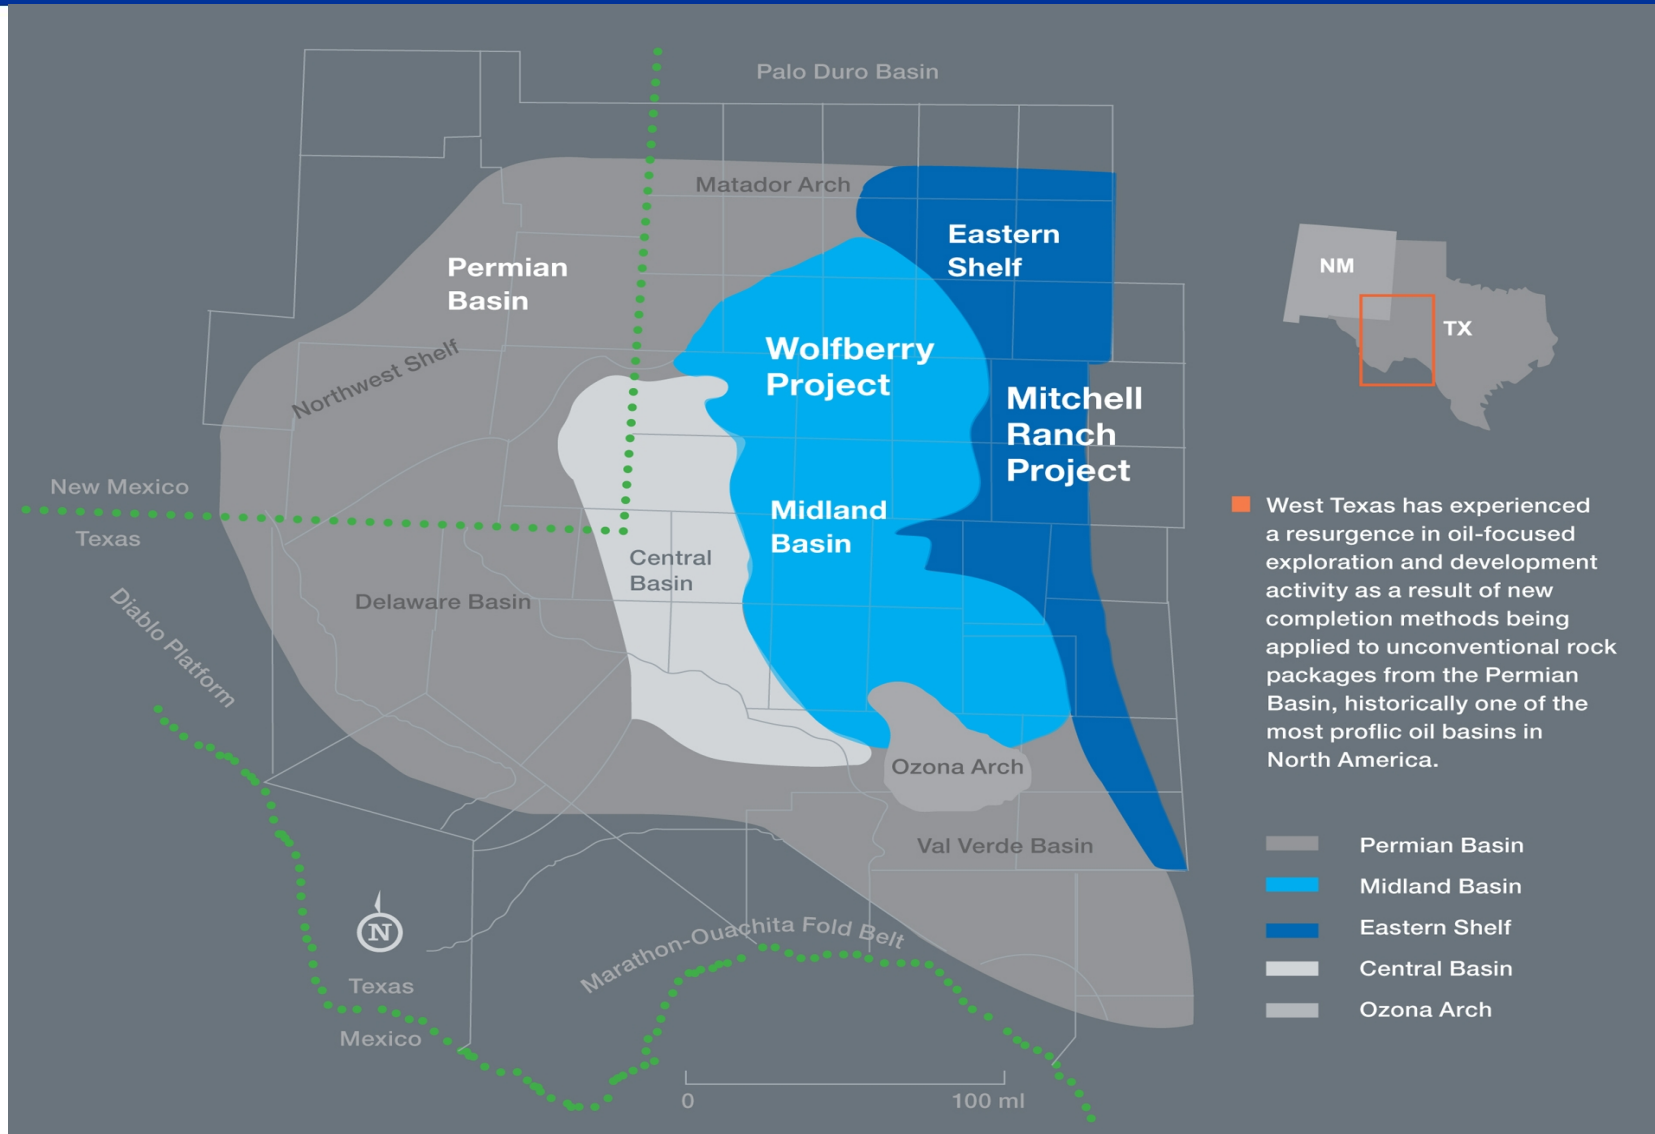 Palo Duro Basin
Matador Arch
Eastern
Shelf
Permian
Basin
NM
TX
Wolfberry
Project
Northwest Shelf
Mitchell
Ranch
Project
New Mexico
Texas
Midland
Basin
Central
Basin
Delaware Basin
Diablo Platform
Ozona Arch
Val Verde Basin
Marathon-Ouachita Fold Belt
N
Texas
Mexico
0
100 ml
West Texas has experienced
a resurgence in oil-focused
exploration and development
activity as a result of new
completion methods being
applied to unconventional rock
packages from the Permian
Basin, historically one of the
most proflic oil basins in
North America.
Permian Basin
Midland Basin
Eastern Shelf
Central Basin
Ozona Arch